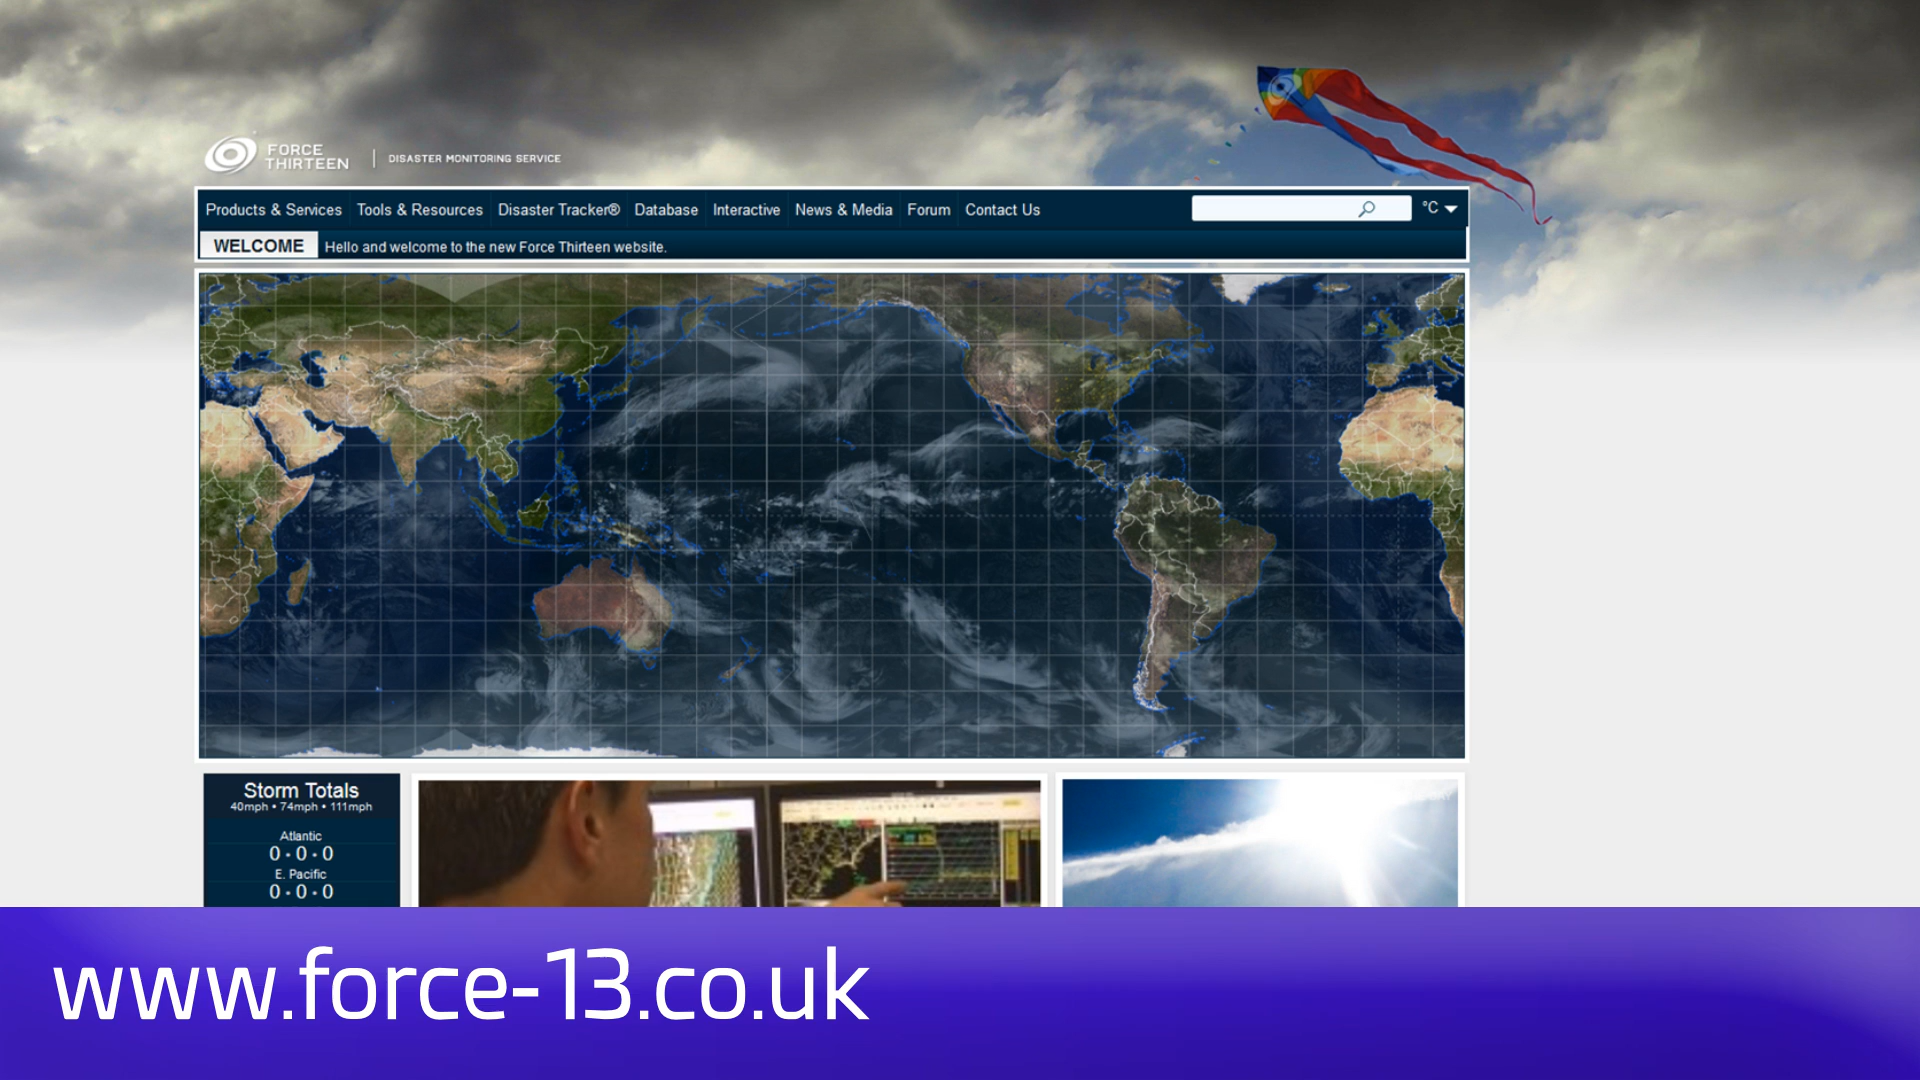 FORCE
THIRTEEN
DISASTER MONITORING SERVICE
Products & Services Tools & Resources Disaster Tracker® Database Interactive News & Media Forum Contact Us °C
WELCOME Hello and welcome to the new Force Thirteen website.
Storm Totals
40mph • 74mph • 111mph
Atlantic
0 • 0 • 0
E. Pacific
0 • 0 • 0
www.force-13.co.uk